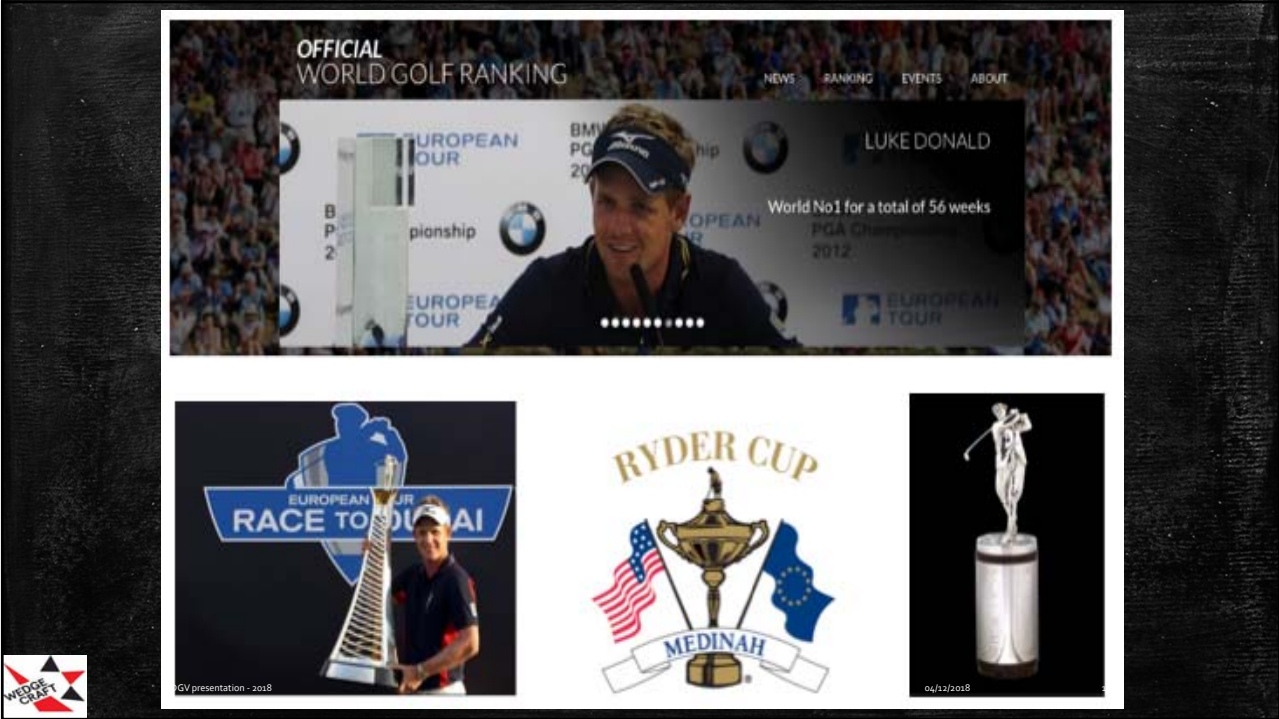 OFFICIAL
WORLD GOLF RANKING
NEWS RANKING EVENTS ABOUT
LUKE DONALD
World No1 for a total of 56 weeks
EUROPEAN
TOUR
PGA Championship
2012
pionship
EUROPEAN
TOUR
EUROPEAN
RACE TO
RYDER CUP
MEDINAH
WEDGE
CRAFT
GV presentation - 2018
04/12/2018